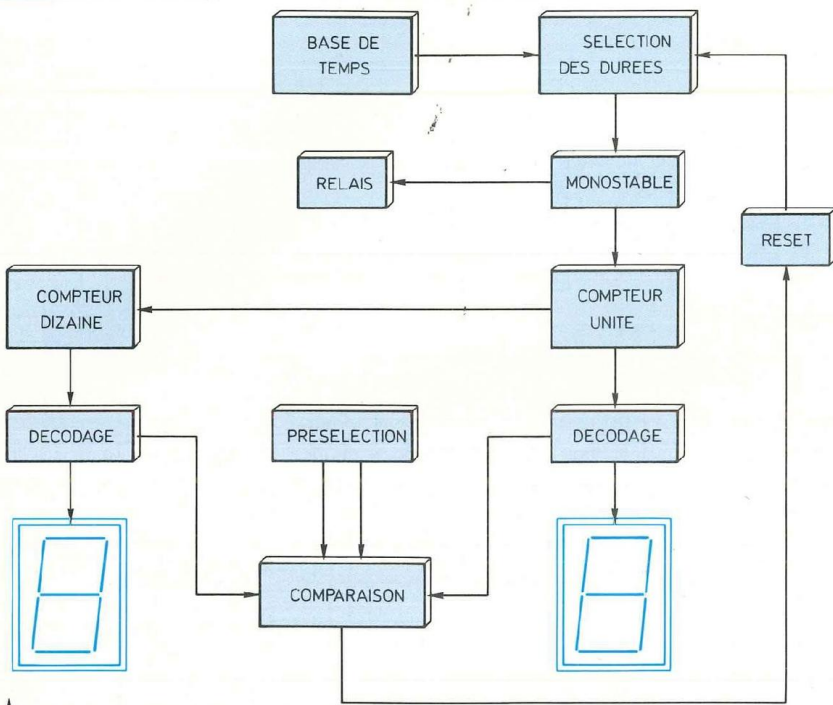 BASE DE
TEMPS
SELECTION
DES DUREES
RELAIS
MONOSTABLE
RESET
COMPTEUR
DIZAINE
COMPTEUR
UNITE
DECODAGE
PRESELECTION
DECODAGE
COMPARAISON